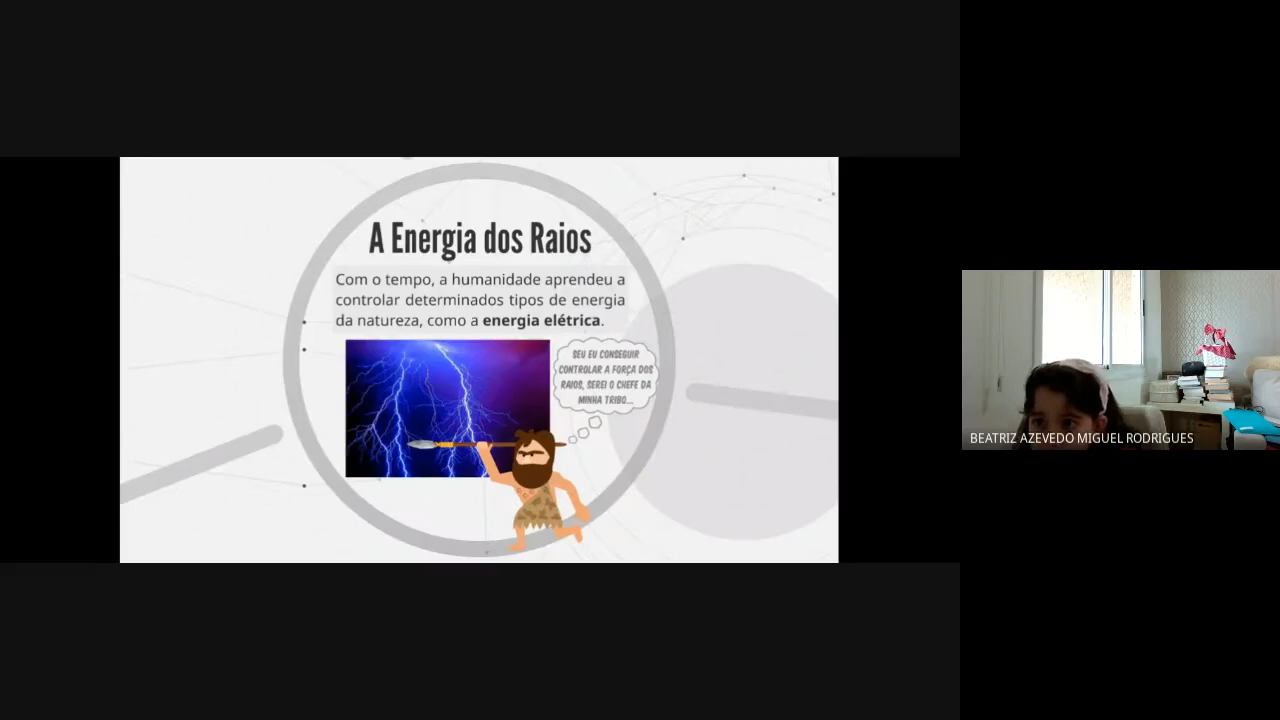 A Energia dos Raios
Com o tempo, a humanidade aprendeu a
controlar determinados tipos de energia
da natureza, como a energia elétrica.
SEU EU CONSEGUIR
CONTROLAR A FORÇA DOS
RAIOS, SEREI O CHEFE DA
MINHA TRIBO...
BEATRIZ AZEVEDO MIGUEL RODRIGUES